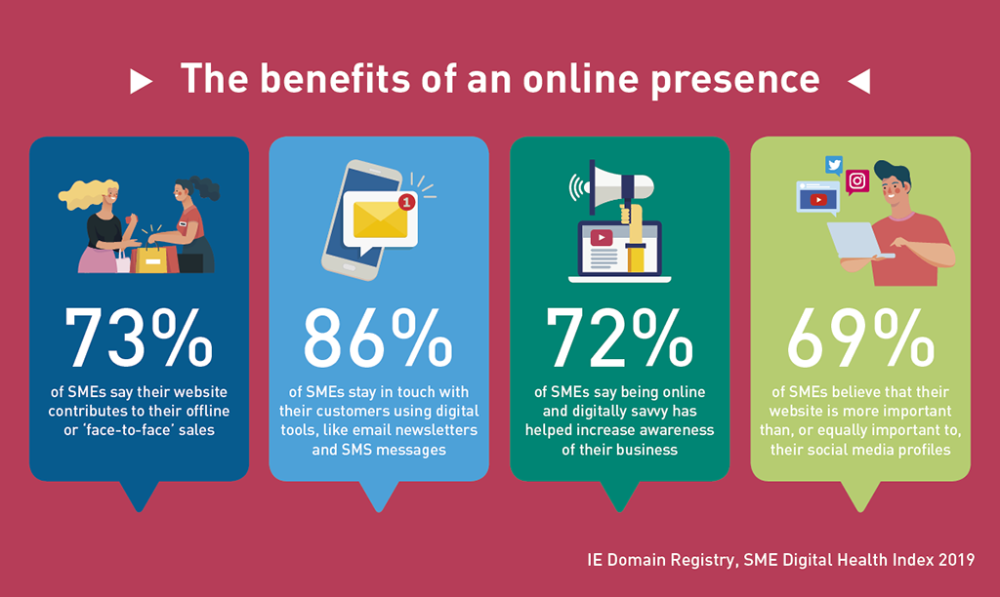 The benefits of an online presence
1
73%
of SMEs say their website
contributes to their offline
or ‘face-to-face’ sales
86%
of SMEs stay in touch with
their customers using digital
tools, like email newsletters
and SMS messages
72%
of SMEs say being online
and digitally savvy has
helped increase awareness
of their business
69%
of SMEs believe that their
website is more important
than, or equally important to,
their social media profiles
IE Domain Registry, SME Digital Health Index 2019